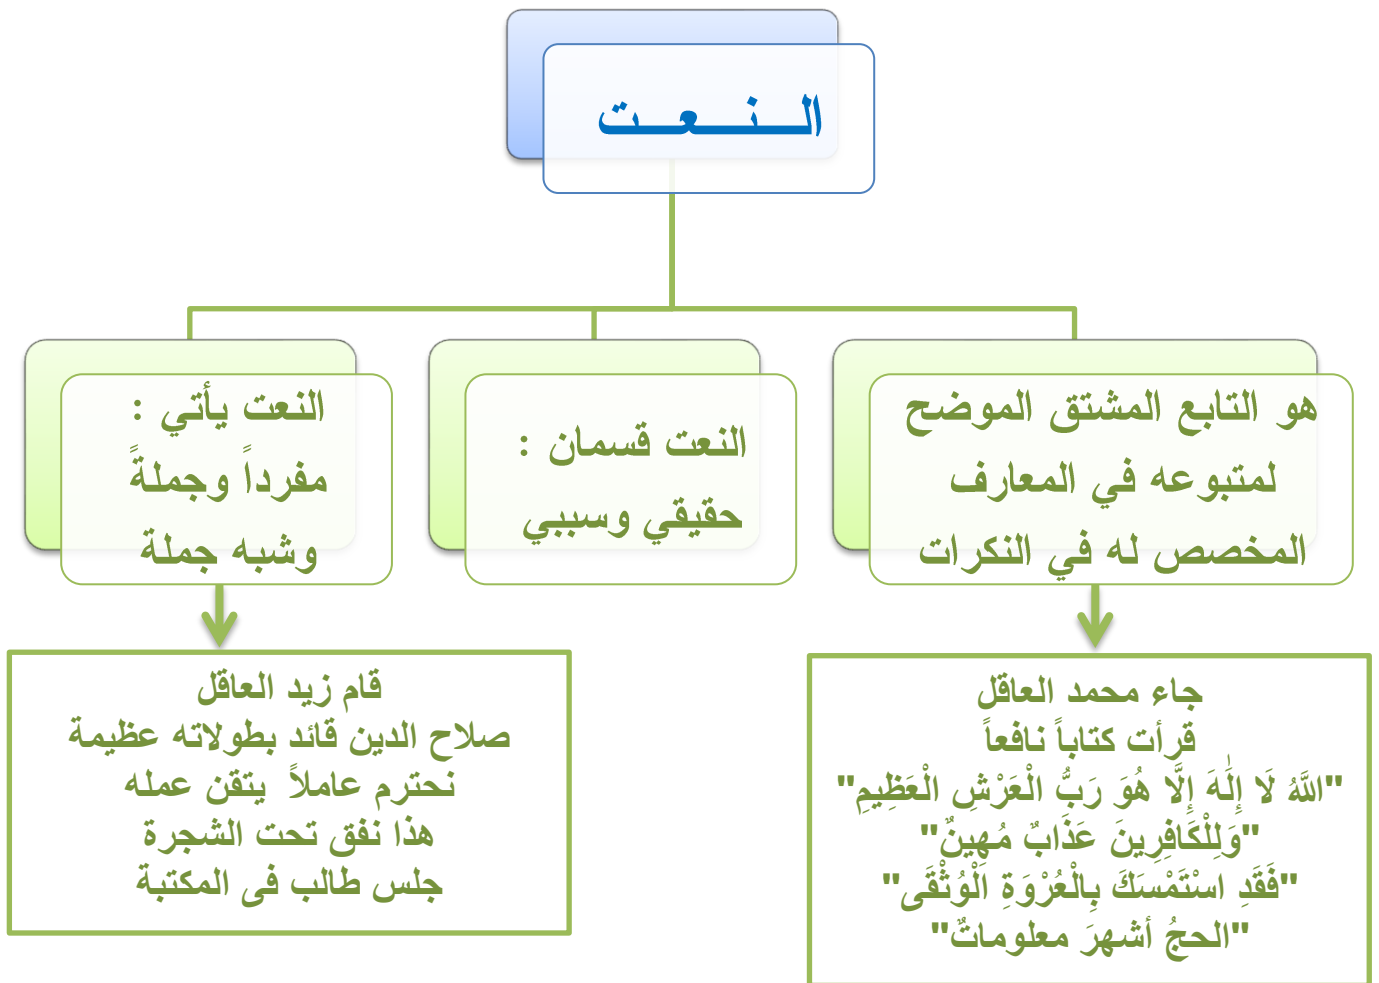 النعت
هو التابع المشتق الموضح
لمتبوعه في المعارف
المخصص له في النكرات
النعت قسمان :
حقيقي وسببي
النعت يأتي :
مفرداً وجملةً
وشبه جملة
جاء محمد العاقل
قرأت كتاباً نافعاً
"اللَّهُ لَا إِلَٰهَ إِلَّا هُوَ رَبُّ الْعَرْشِ الْعَظِيمِ"
"وَلِلْكَافِرِينَ عَذَابٌ مُهِينٌ"
"فَقَدِ اسْتَمْسَكَ بِالْعُرْوَةِ الْوُثْقَى"
"الحجُ أشهرَ معلوماتٌ"
قام زيد العاقل
صلاح الدين قائد بطولاته عظيمة
نحترم عاملاً يتقن عمله
هذا نفق تحت الشجرة
جلس طالب فى المكتبة